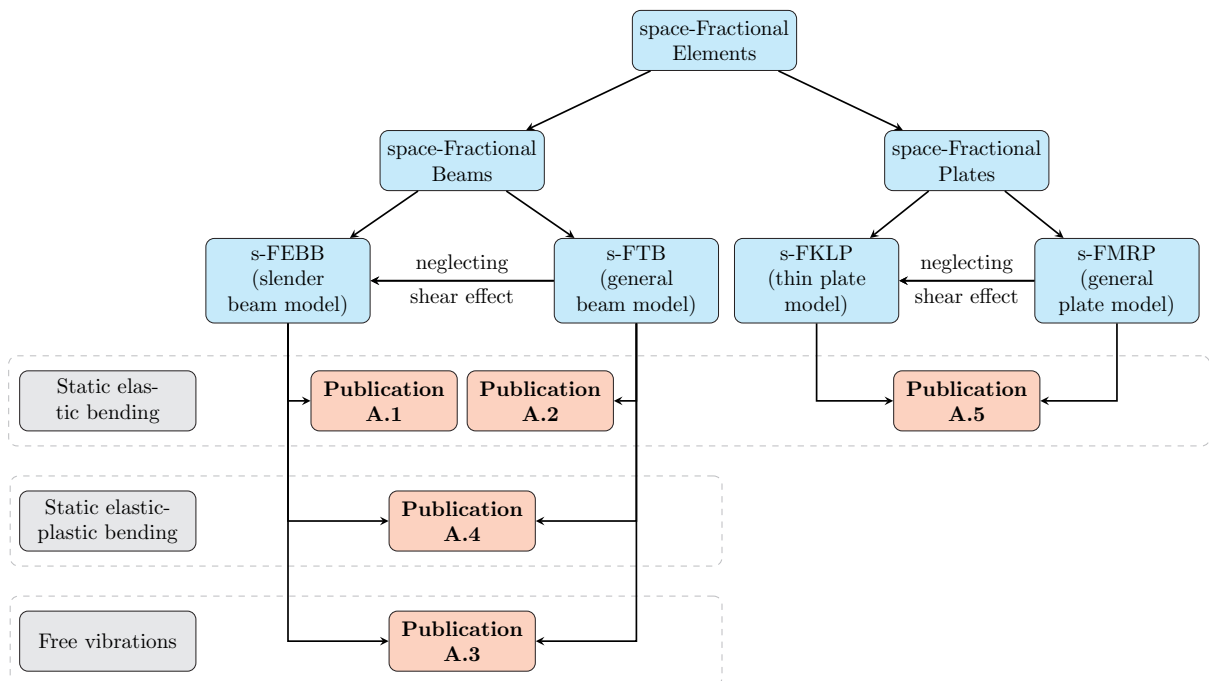 space-Fractional
Elements
space-Fractional
Beams
space-Fractional
Plates
s-FEBB
(slender
beam model)
neglecting
shear effect
s-FTB
(general
beam model)
s-FKLP
(thin plate
model)
neglecting
shear effect
s-FMRP
(general
plate model)
Static elas-
tic bending
Publication
A.1
Publication
A.2
Publication
A.5
Static elastic-
plastic bending
Publication
A.4
Free vibrations
Publication
A.3